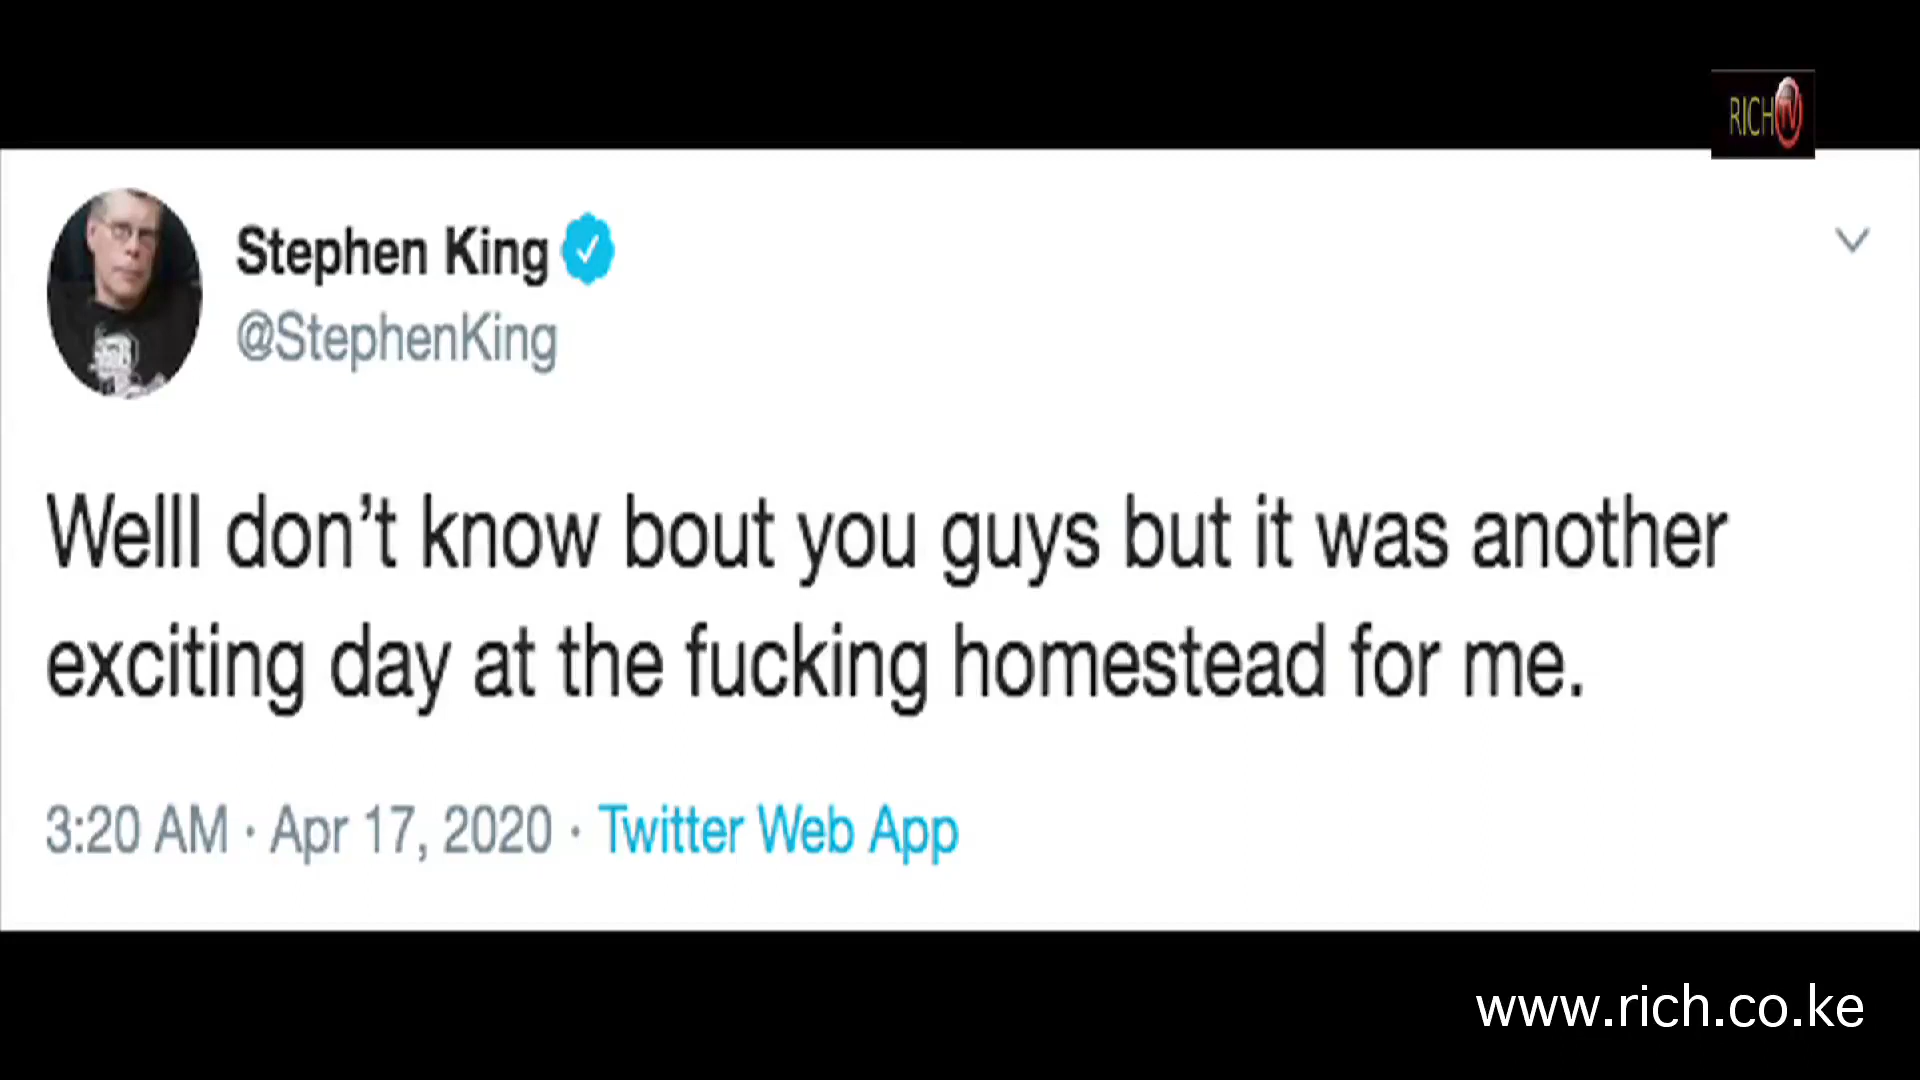 RICH TV
Stephen King
@StephenKing
Welll don’t know bout you guys but it was another
exciting day at the fucking homestead for me.
3:20 AM · Apr 17, 2020 · Twitter Web App
www.rich.co.ke